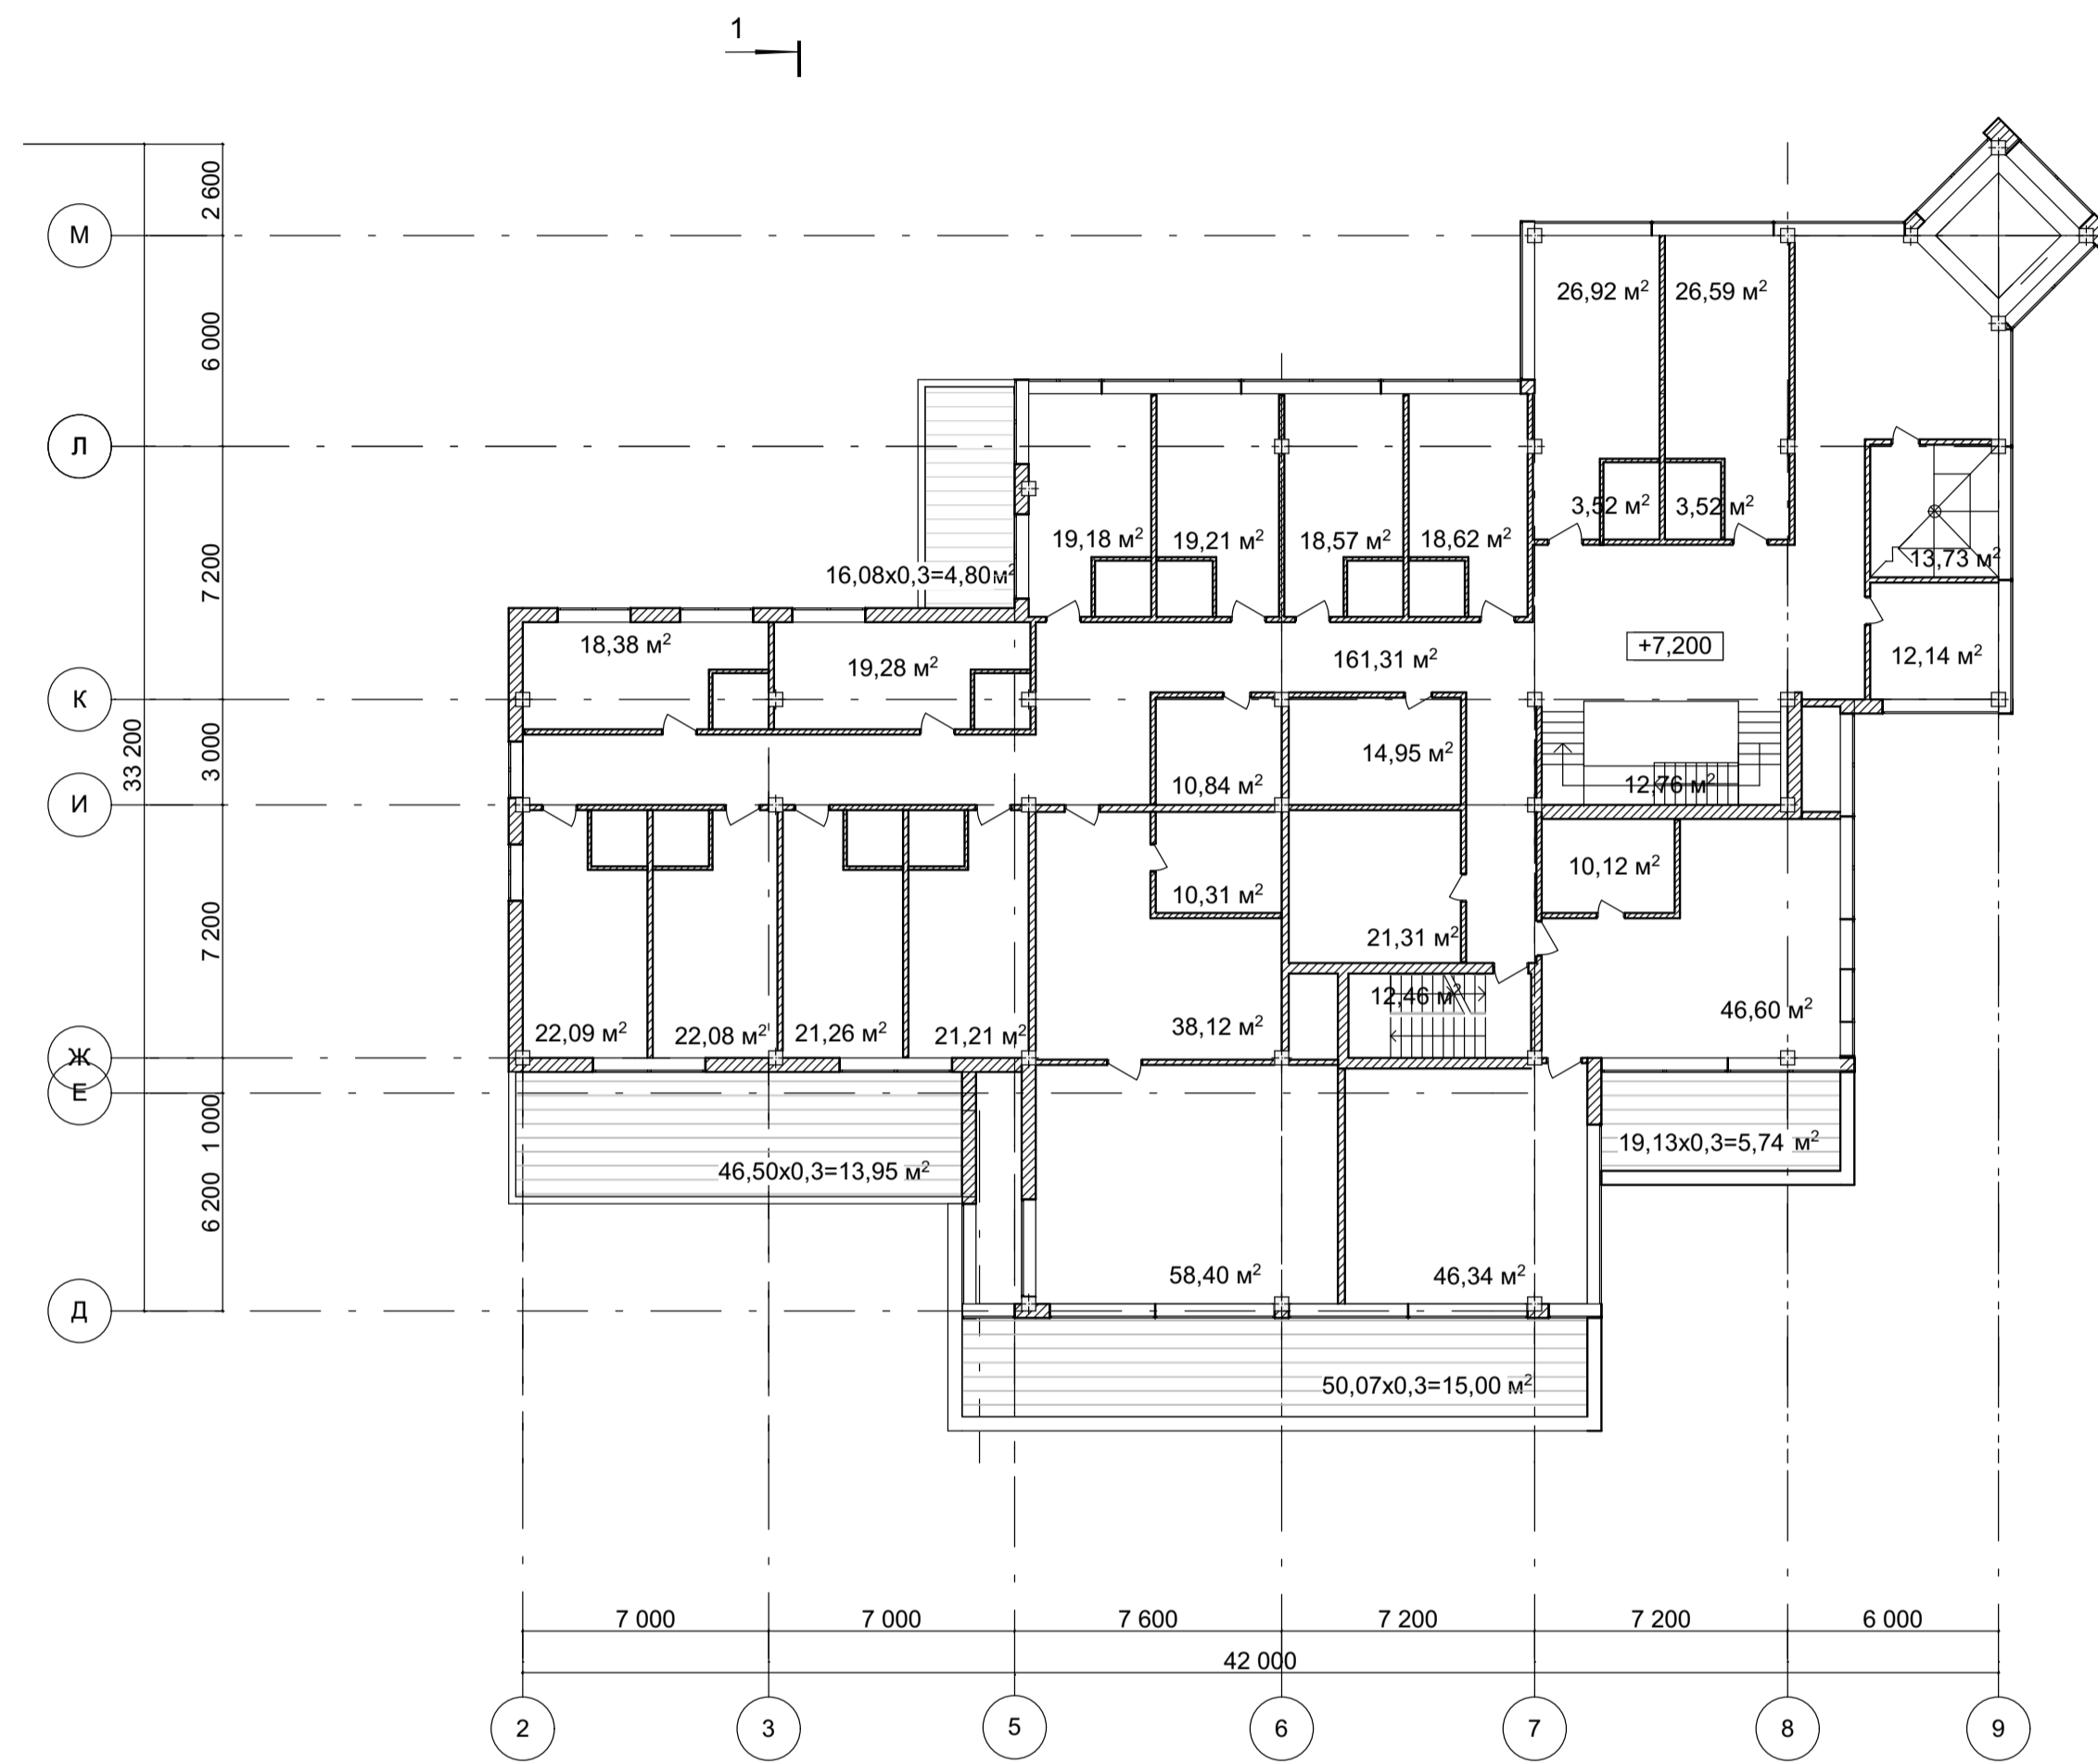 1
2 600
М
26,92 м²
26,59 м²
6 000
Л
3,52 м²
3,52 м²
19,18 м²
19,21 м²
18,57 м²
18,62 м²
13,73 м²
7 200
16,08х0,3=4,80м²
18,38 м²
19,28 м²
161,31 м²
+7,200
12,14 м²
К
33 200
3 000
14,95 м²
10,84 м²
12,76 м²
И
10,12 м²
10,31 м²
7 200
21,31 м²
12,46 м²
46,60 м²
22,09 м²
22,08 м²
21,26 м²
21,21 м²
38,12 м²
Ж
Е
1 000
19,13х0,3=5,74 м²
46,50х0,3=13,95 м²
6 200
58,40 м²
46,34 м²
Д
50,07х0,3=15,00 м²
7 000
7 000
7 600
7 200
7 200
6 000
42 000
2
3
5
6
7
8
9